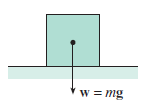 w = mg